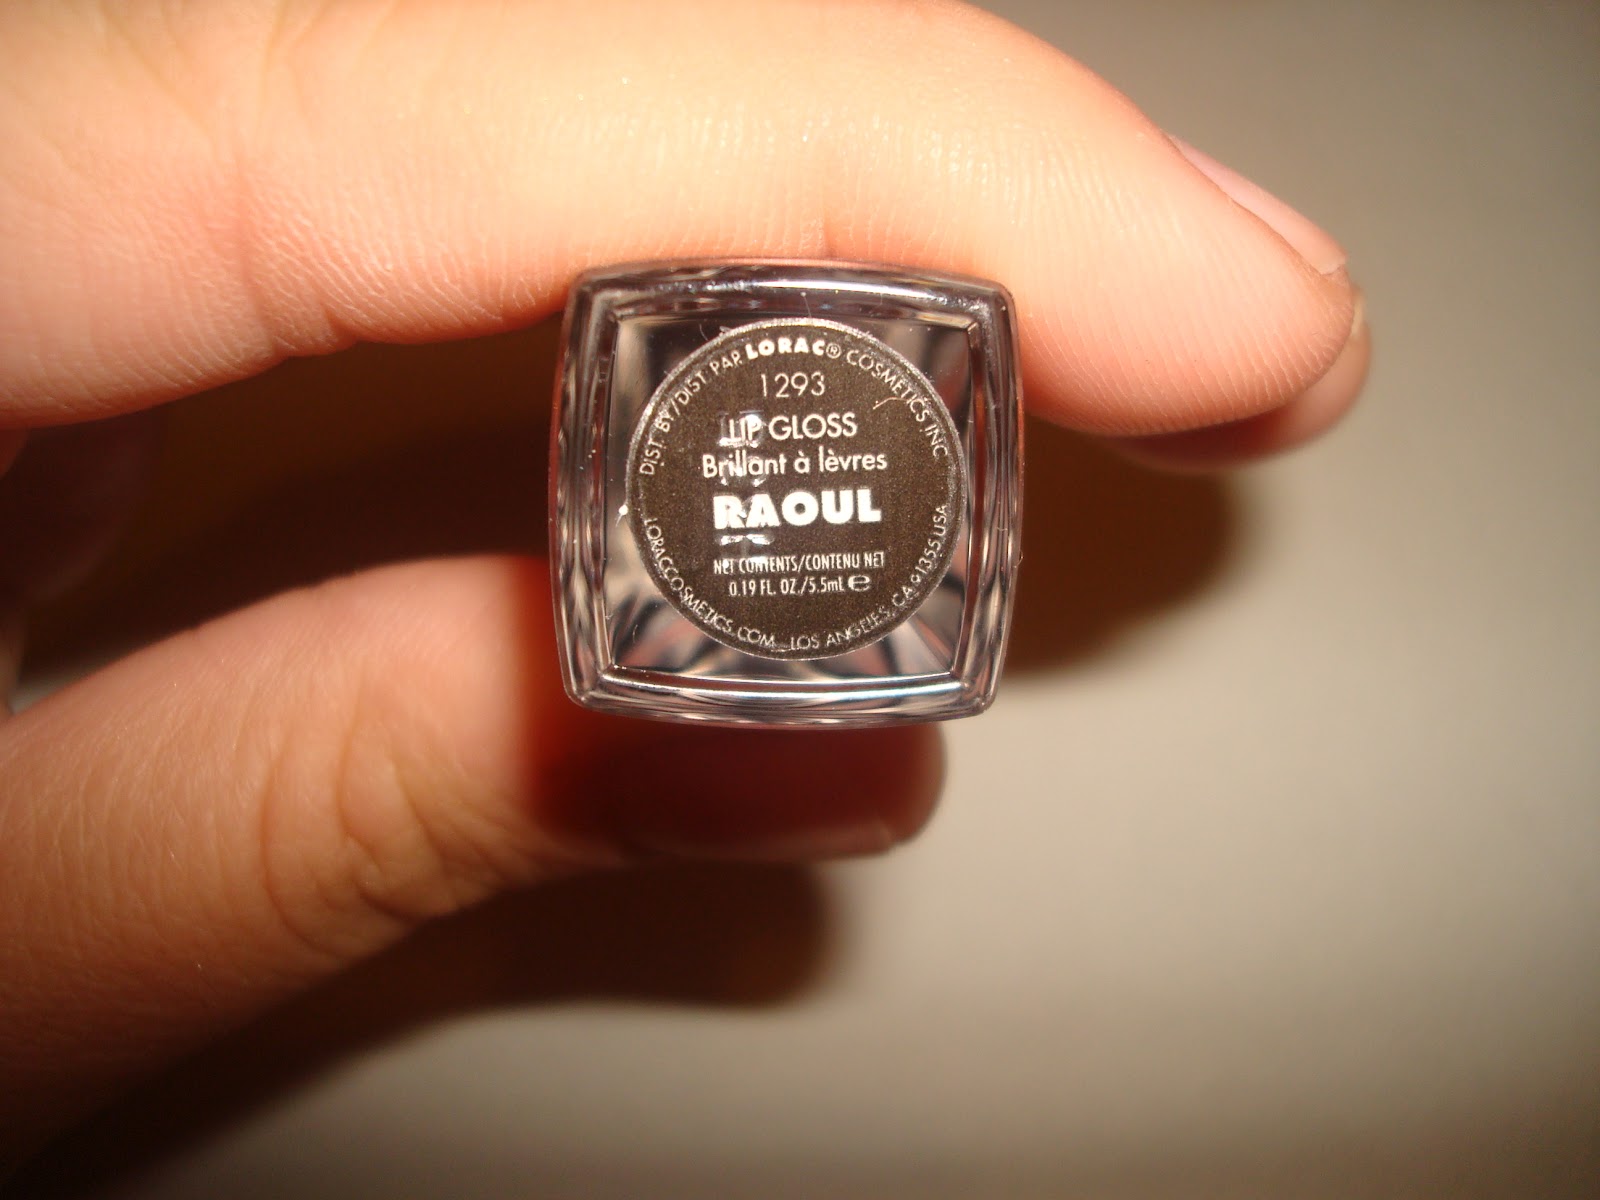 DIST. BY/DIST. PAR LORAC® COSMETICS INC
1293
LIP GLOSS
Brillant à lèvres
RAOUL
NET CONTENTS/CONTENU NET
0.19 FL. OZ./5.5mL ℮
LORACCOSMETICS.COM LOS ANGELES, CA 91355 USA